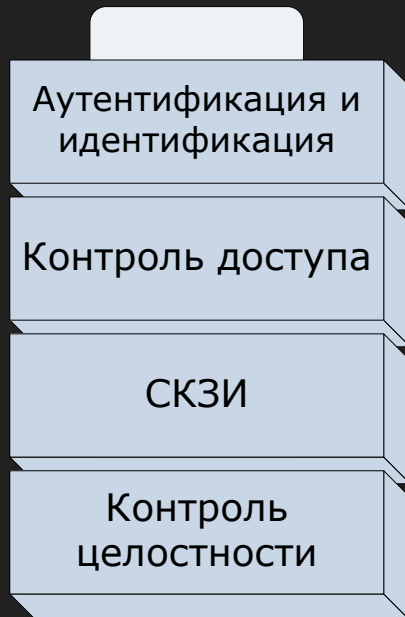 Аутентификация и
идентификация
Контроль доступа
СКЗИ
Контроль
целостности